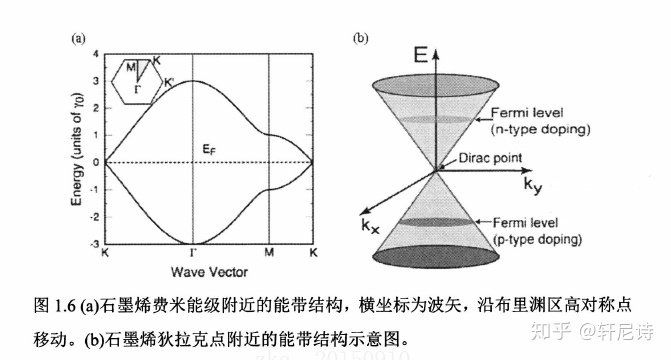 (a)
4
3
2
1
0
-1
-2
-3
Energy (units of γ0)
M
K
K'
Γ
EF
K
Γ
M
K
Wave Vector
(b)
E
Fermi level
(n-type doping)
Dirac point
ky
kx
Fermi level
(p-type doping)
图 1.6 (a)石墨烯费米能级附近的能带结构，横坐标为波矢，沿布里渊区高对称点
移动。(b)石墨烯狄拉克点附近的能带结构示意图。
知乎 @轩尼诗